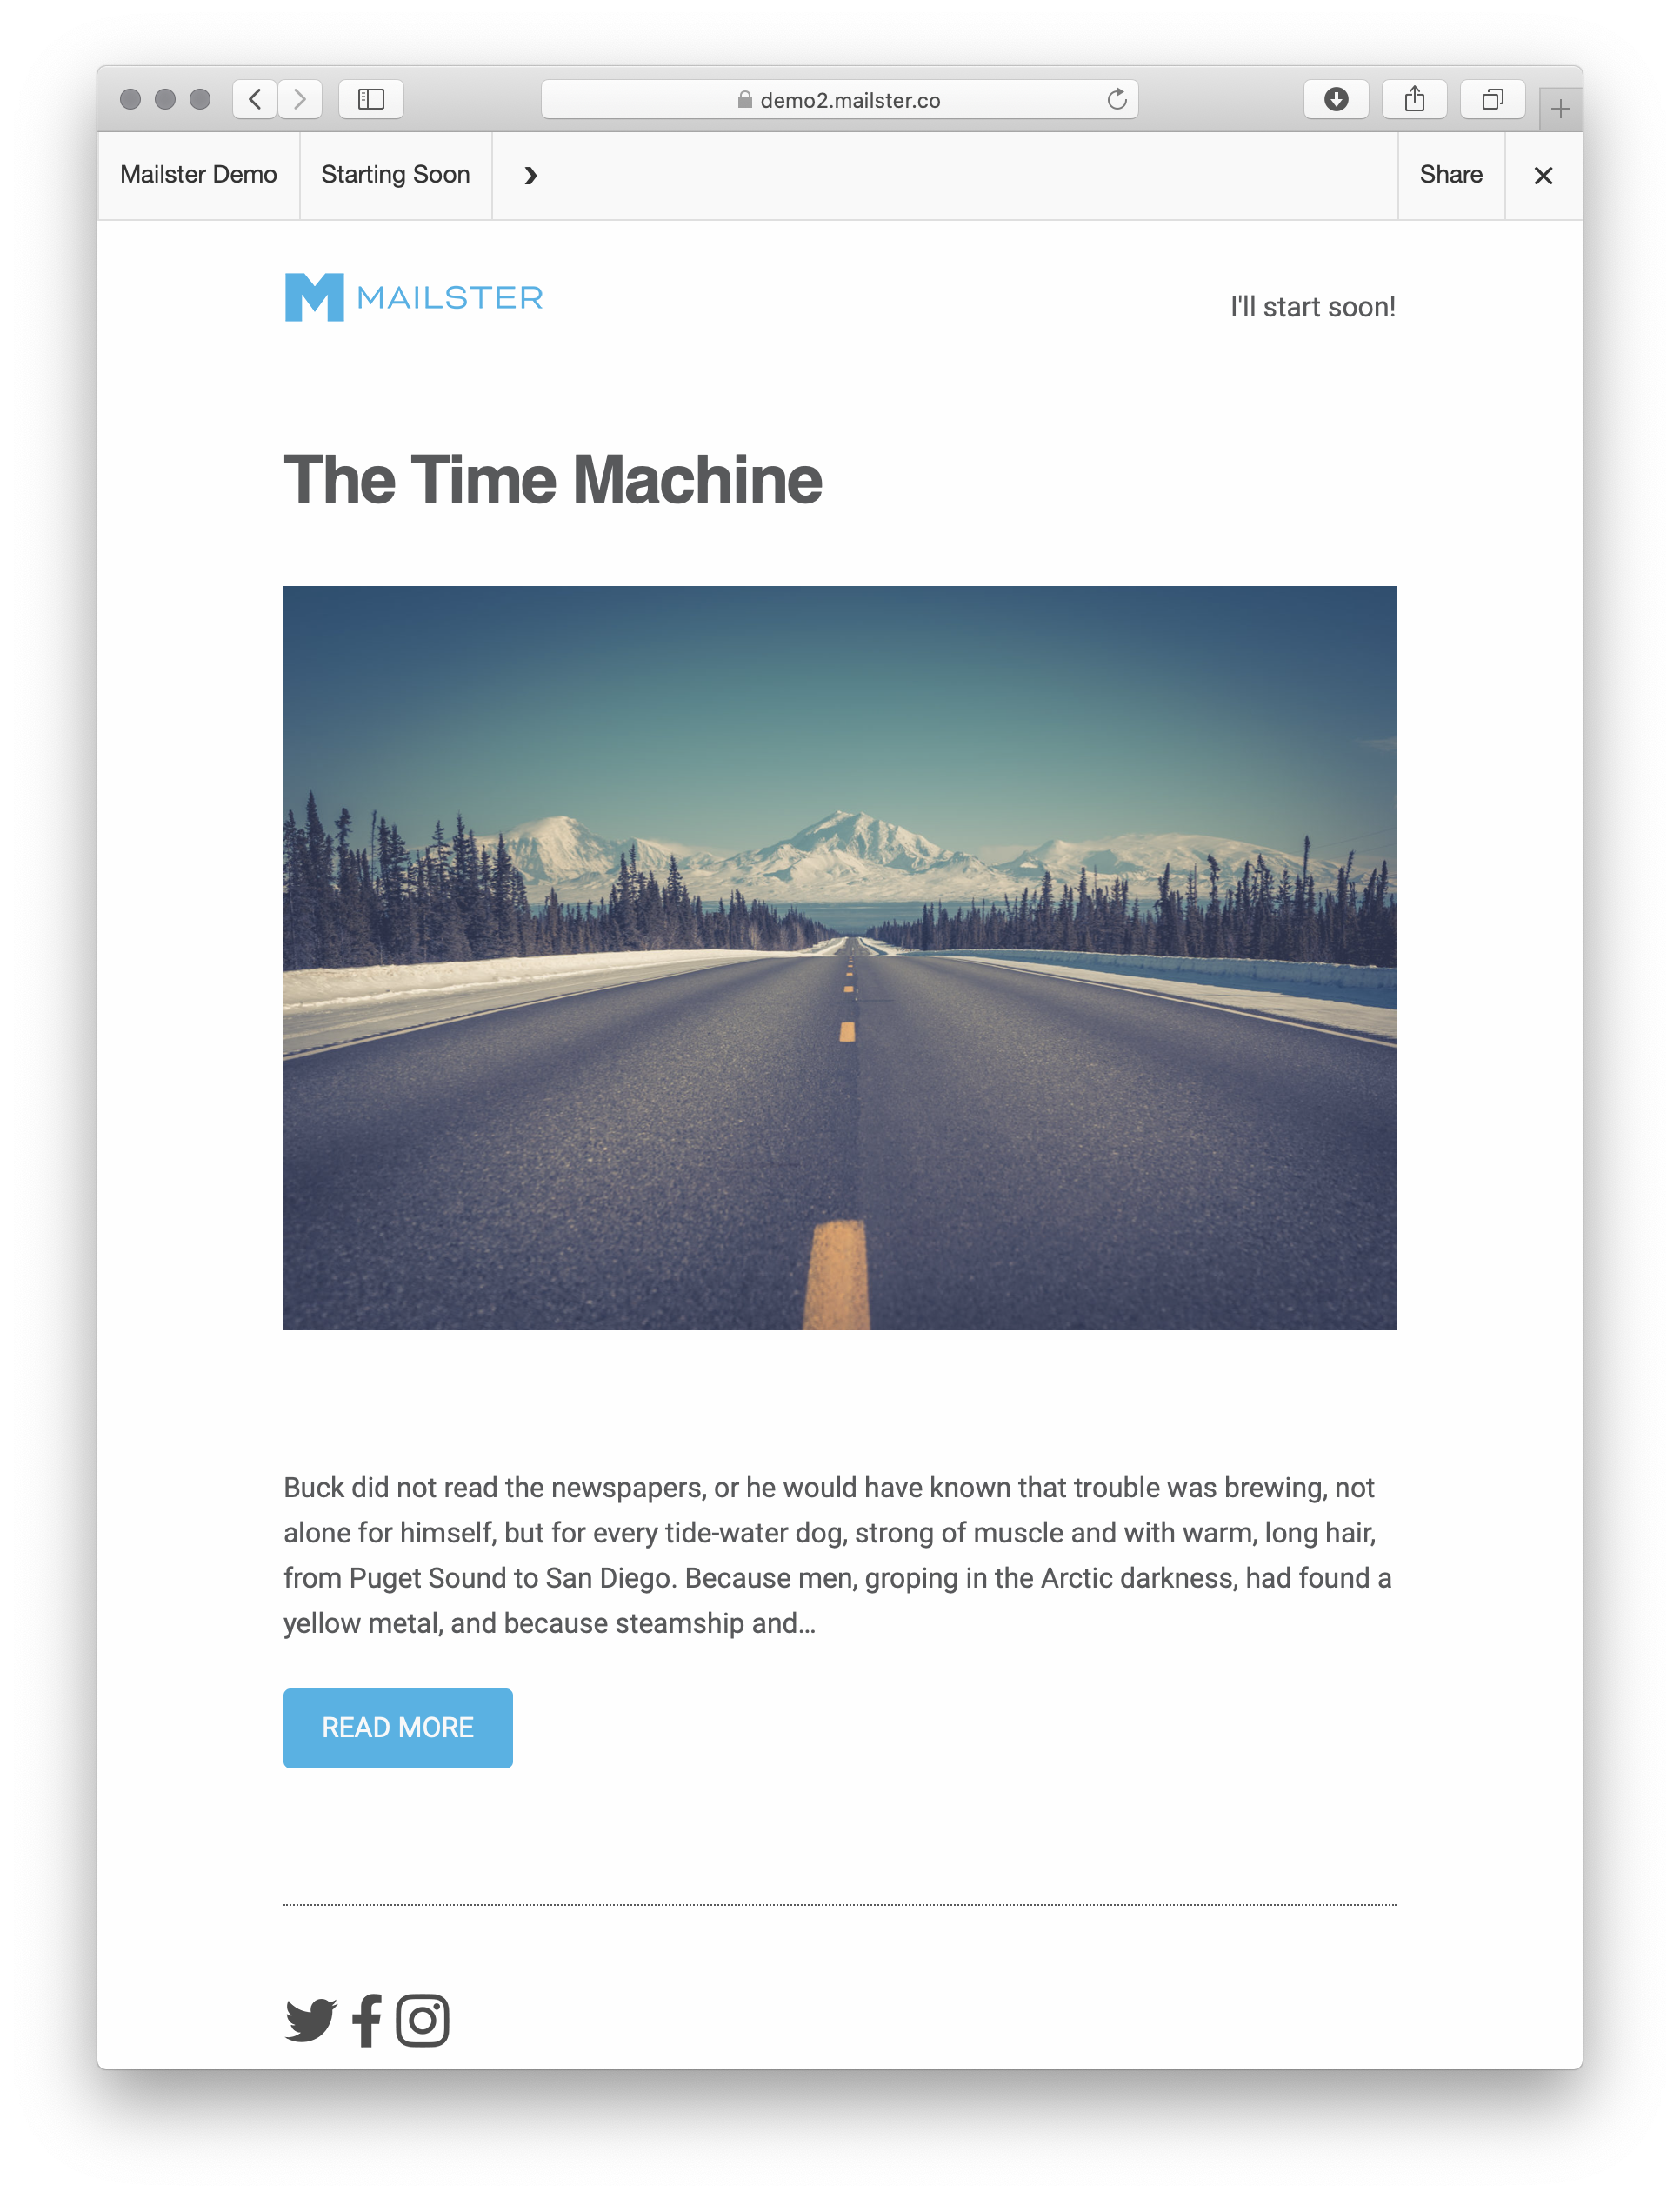 demo2.mailster.co
Mailster Demo
Starting Soon
Share
M MAILSTER
I'll start soon!
The Time Machine
Buck did not read the newspapers, or he would have known that trouble was brewing, not
alone for himself, but for every tide-water dog, strong of muscle and with warm, long hair,
from Puget Sound to San Diego. Because men, groping in the Arctic darkness, had found a
yellow metal, and because steamship and...
READ MORE